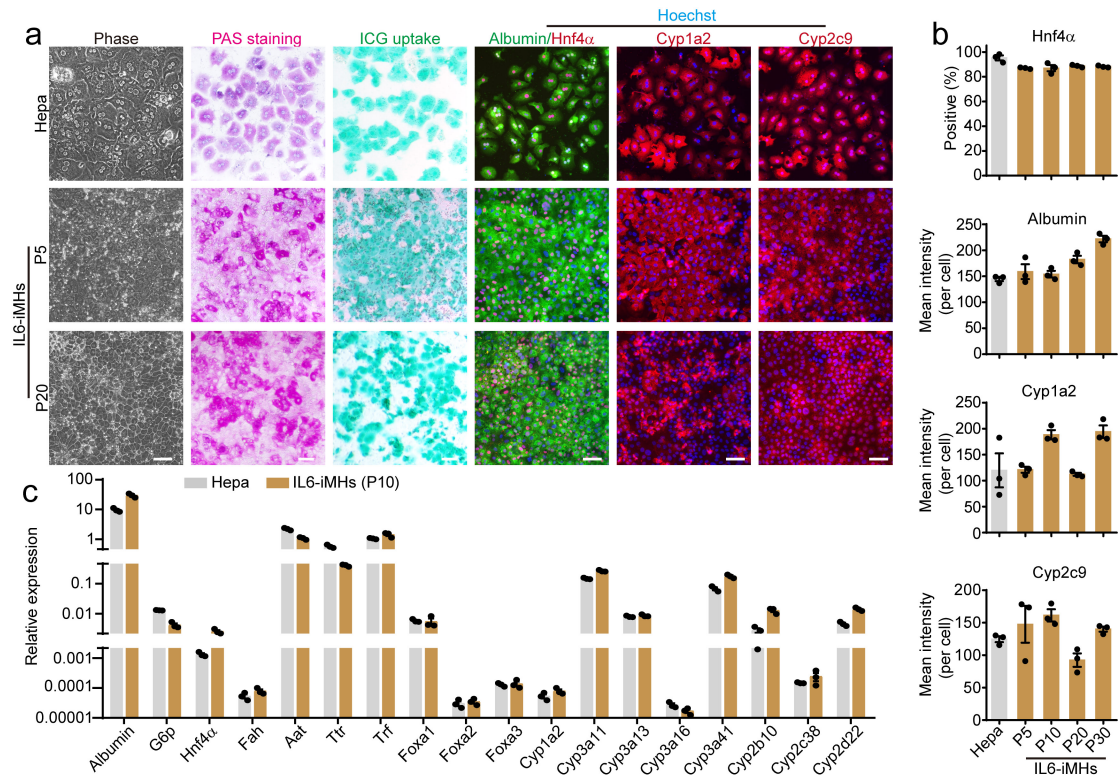 a
Hoechst
Phase
PAS staining
ICG uptake
Albumin/Hnf4α
Cyp1a2
Cyp2c9
Hepa
P5
P20
IL6-iMHs
b
Hnf4α
Positive (%)
100
80
60
40
20
0
Albumin
Mean intensity
(per cell)
250
200
150
100
50
0
Cyp1a2
Mean intensity
(per cell)
250
200
150
100
50
0
Cyp2c9
Mean intensity
(per cell)
200
150
100
50
0
Hepa
P5
P10
P20
P30
IL6-iMHs
c
Hepa
IL6-iMHs (P10)
Relative expression
100
10
1
0.1
0.01
0.001
0.0001
0.00001
Albumin
G6p
Hnf4α
Fah
Aat
Ttr
Trf
Foxa1
Foxa2
Foxa3
Cyp1a2
Cyp3a11
Cyp3a13
Cyp3a16
Cyp3a41
Cyp2b10
Cyp2c38
Cyp2d22